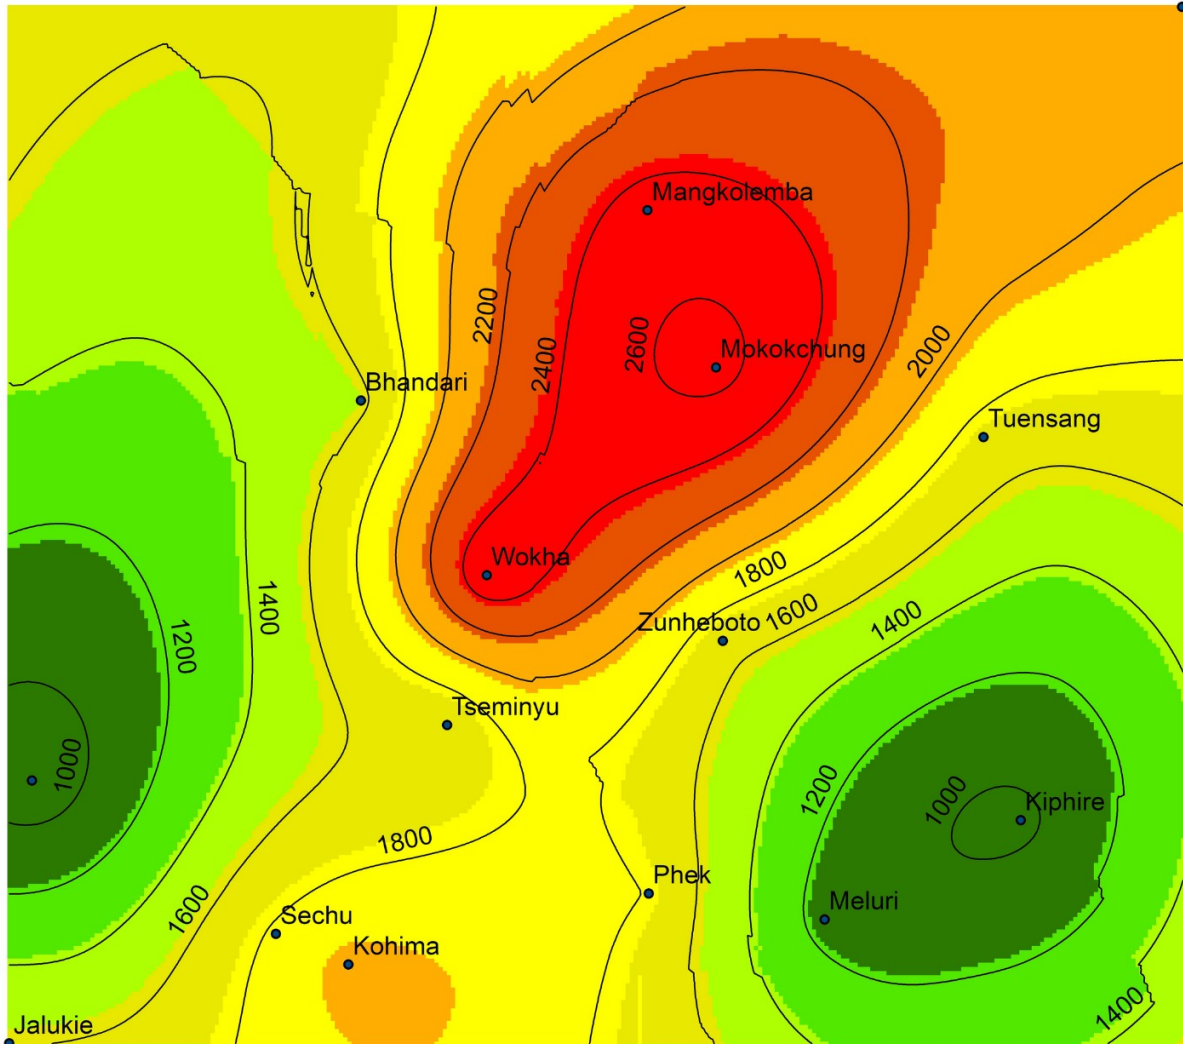 Mangkolemba
2200
2400
2600
Mokokchung
2000
Bhandari
Tuensang
Wokha
1800
1400
1600
Zunheboto
1400
1200
Tseminyu
1000
1200
1000
Kiphire
1800
Phek
1600
Sechu
Meluri
Kohima
1400
Jalukie